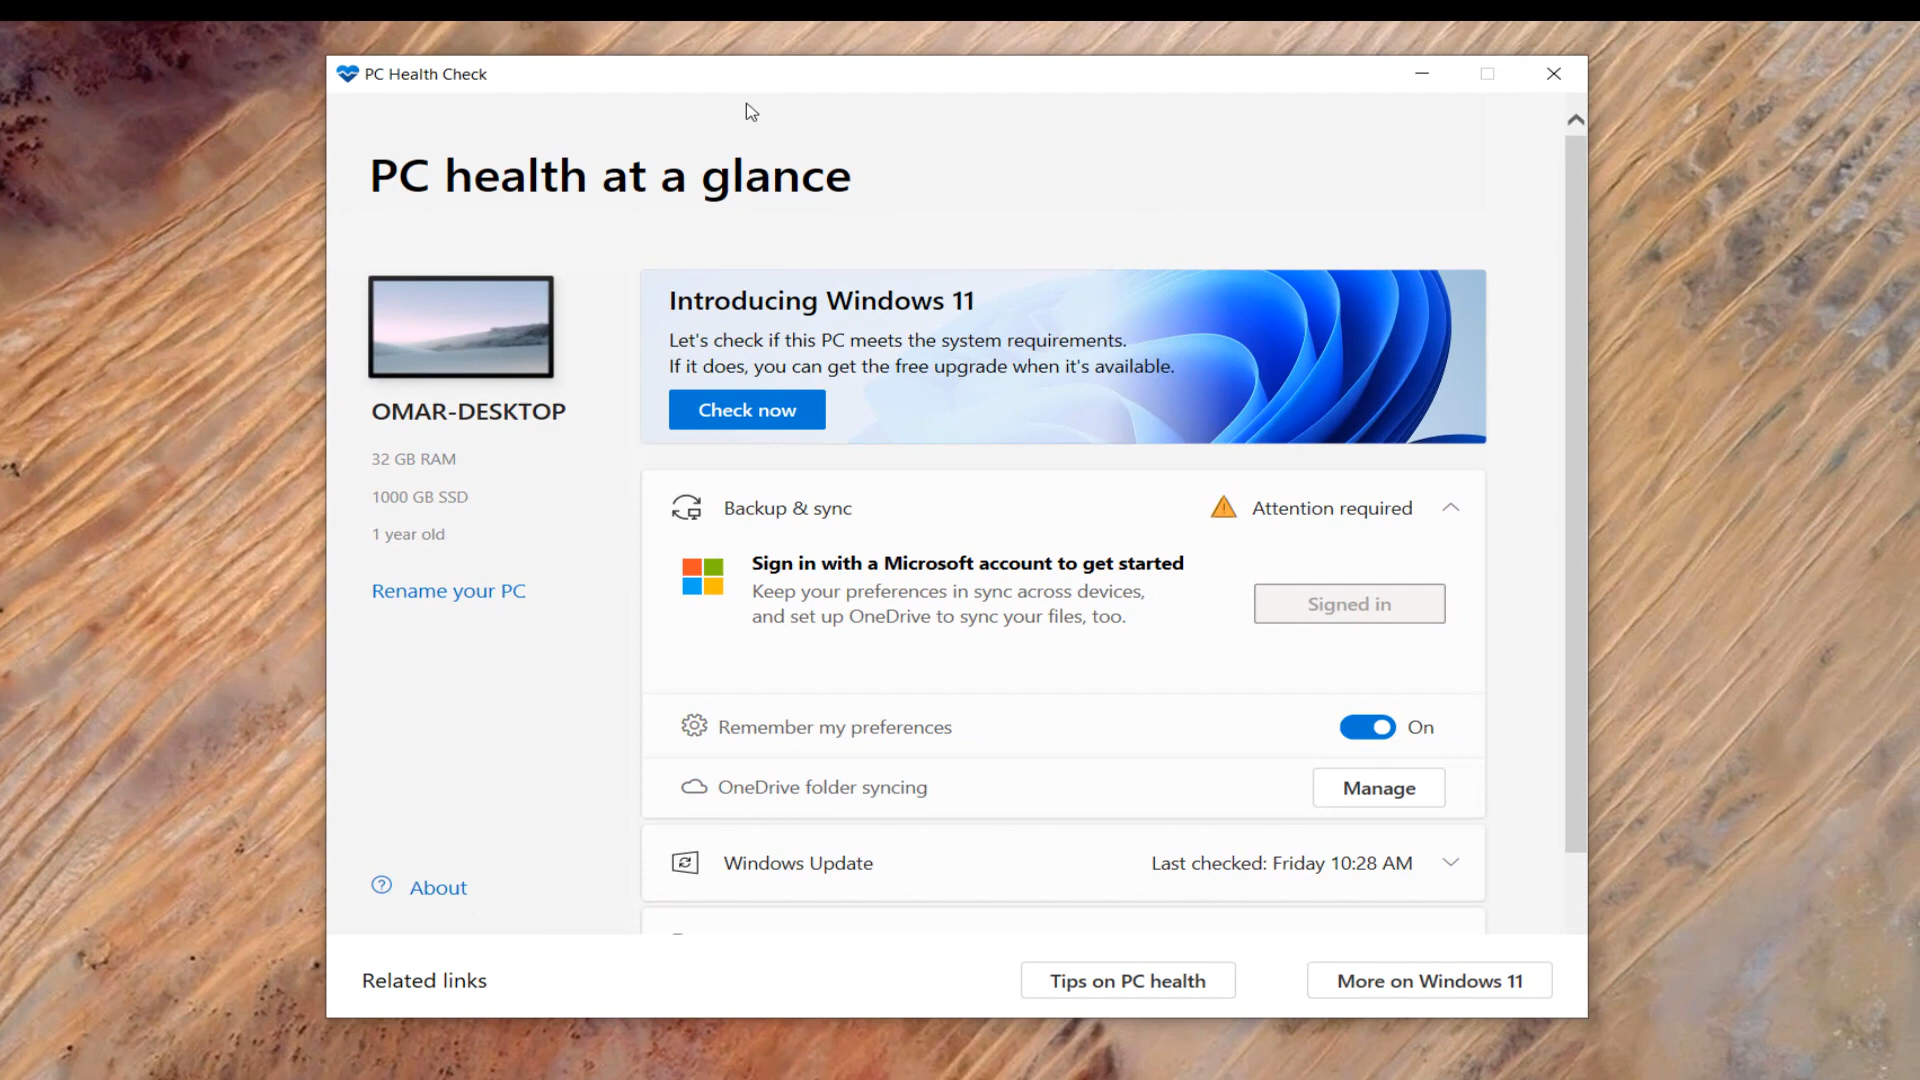 PC Health Check
PC health at a glance
Introducing Windows 11
Let's check if this PC meets the system requirements.
If it does, you can get the free upgrade when it's available.
Check now
OMAR-DESKTOP
32 GB RAM
1000 GB SSD
1 year old
Rename your PC
Backup & sync
Attention required
Sign in with a Microsoft account to get started
Keep your preferences in sync across devices,
and set up OneDrive to sync your files, too.
Signed in
Remember my preferences
On
OneDrive folder syncing
Manage
Windows Update
Last checked: Friday 10:28 AM
About
Related links
Tips on PC health
More on Windows 11